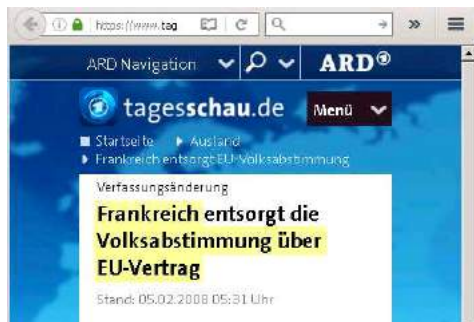 https://www.tag
ARD Navigation
ARD
tagesschau.de
Menü
Startseite Ausland
Frankreich entsorgt EU-Volksabstimmung
Verfassungsänderung
Frankreich entsorgt die
Volksabstimmung über
EU-Vertrag
Stand: 05.02.2008 05:31 Uhr